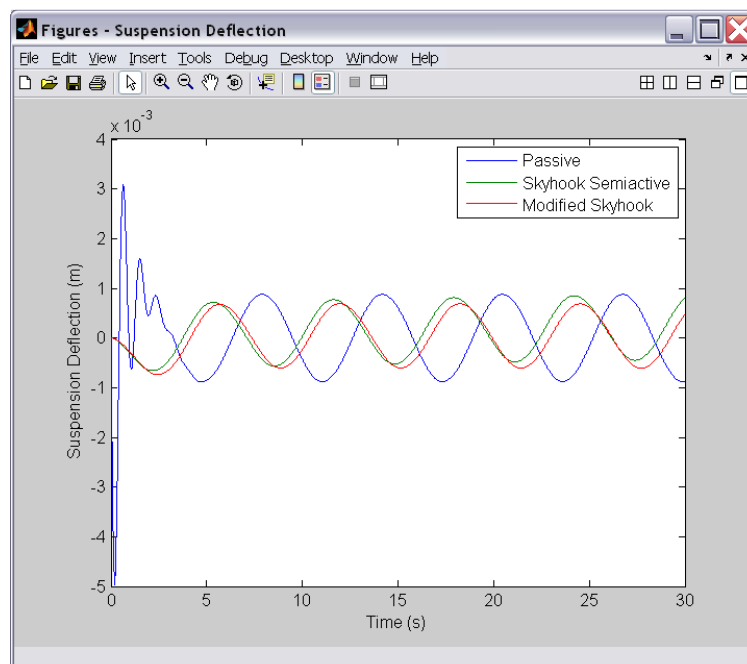 Figures - Suspension Deflection
File Edit View Insert Tools Debug Desktop Window Help
x 10^-3
4
3
2
1
0
-1
-2
-3
-4
-5
Suspension Deflection (m)
Passive
Skyhook Semiactive
Modified Skyhook
0 5 10 15 20 25 30
Time (s)